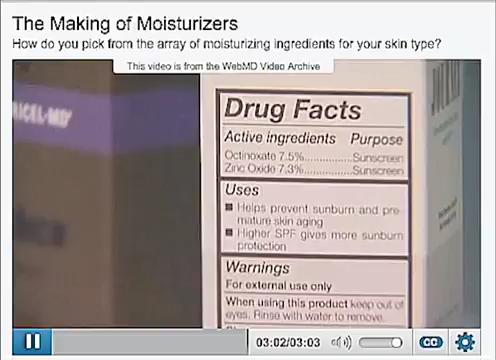 The Making of Moisturizers
How do you pick from the array of moisturizing ingredients for your skin type?
This video is from the WebMD Video Archive
RICEL-MD
Drug Facts
Active ingredients Purpose
Octinoxate 7.5%..................Sunscreen
Zinc Oxide 7.3%..................Sunscreen
Uses
■ Helps prevent sunburn and pre-
mature skin aging
■ Higher SPF gives more sunburn
protection
Warnings
For external use only
When using this product keep out of
eyes. Rinse with water to remove.
03:02/03:03
CC